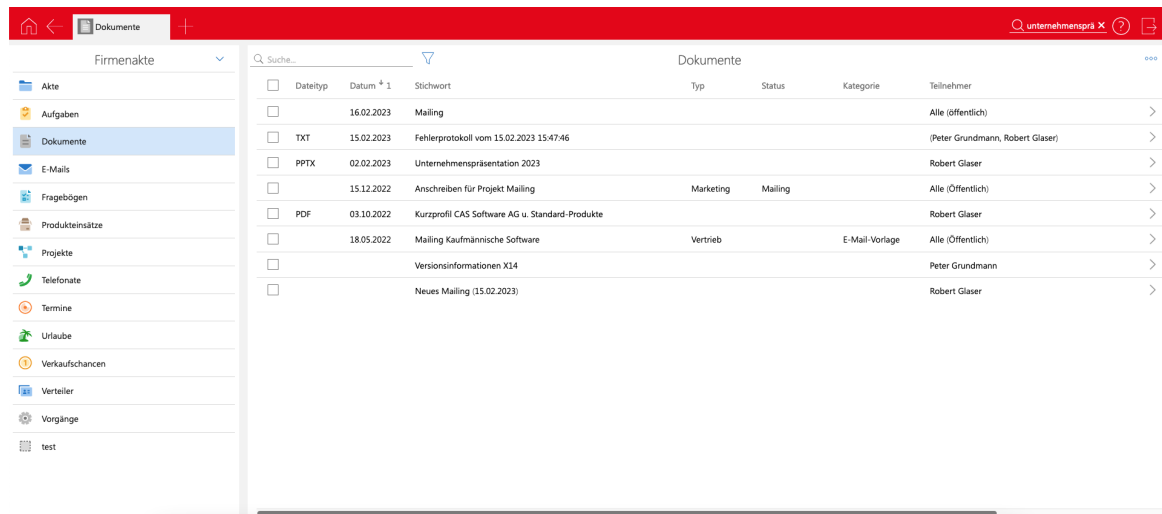 Dokumente
unternehmensprä
Firmenakte
Akte
Aufgaben
Dokumente
E-Mails
Fragebögen
Produkteinsätze
Projekte
Telefonate
Termine
Urlaube
Verkaufschancen
Verteiler
Vorgänge
test
Suche...
Dokumente
Dateityp Datum 1 Stichwort Typ Status Kategorie Teilnehmer
16.02.2023 Mailing Alle (öffentlich)
TXT 15.02.2023 Fehlerprotokoll vom 15.02.2023 15:47:46 (Peter Grundmann, Robert Glaser)
PPTX 02.02.2023 Unternehmenspräsentation 2023 Robert Glaser
15.12.2022 Anschreiben für Projekt Mailing Marketing Mailing Alle (Öffentlich)
PDF 03.10.2022 Kurzprofil CAS Software AG u. Standard-Produkte Robert Glaser
18.05.2022 Mailing Kaufmännische Software Vertrieb E-Mail-Vorlage Alle (Öffentlich)
Versionsinformationen X14 Peter Grundmann
Neues Mailing (15.02.2023) Robert Glaser